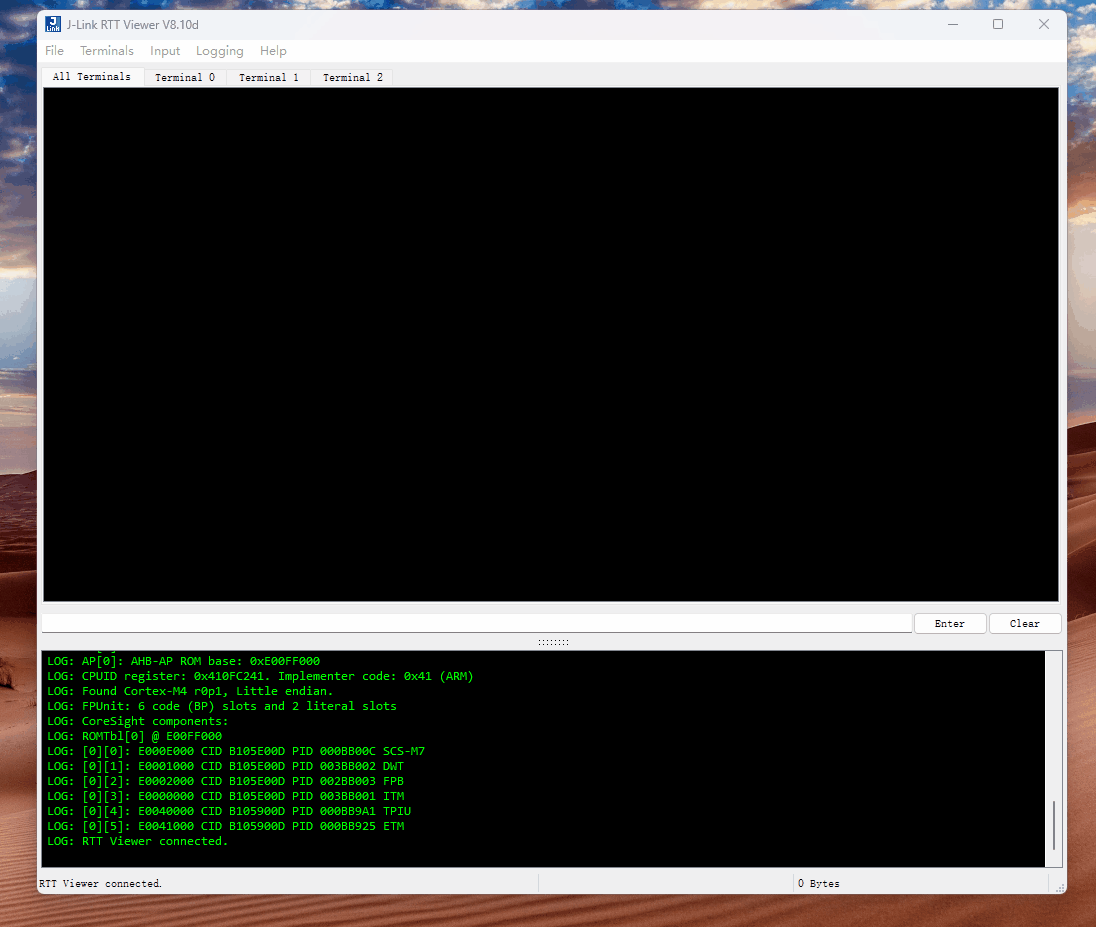 J-Link RTT Viewer V8.10d
File Terminals Input Logging Help
All Terminals Terminal 0 Terminal 1 Terminal 2
Enter Clear
LOG: AP[0]: AHB-AP ROM base: 0xE00FF000
LOG: CPUID register: 0x410FC241. Implementer code: 0x41 (ARM)
LOG: Found Cortex-M4 r0p1, Little endian.
LOG: FPUnit: 6 code (BP) slots and 2 literal slots
LOG: CoreSight components:
LOG: ROMTbl[0] @ E00FF000
LOG: [0][0]: E000E000 CID B105E00D PID 000BB00C SCS-M7
LOG: [0][1]: E0001000 CID B105E00D PID 003BB002 DWT
LOG: [0][2]: E0002000 CID B105E00D PID 002BB003 FPB
LOG: [0][3]: E0000000 CID B105E00D PID 003BB001 ITM
LOG: [0][4]: E0040000 CID B105900D PID 000BB9A1 TPIU
LOG: [0][5]: E0041000 CID B105900D PID 000BB925 ETM
LOG: RTT Viewer connected.
RTT Viewer connected. 0 Bytes